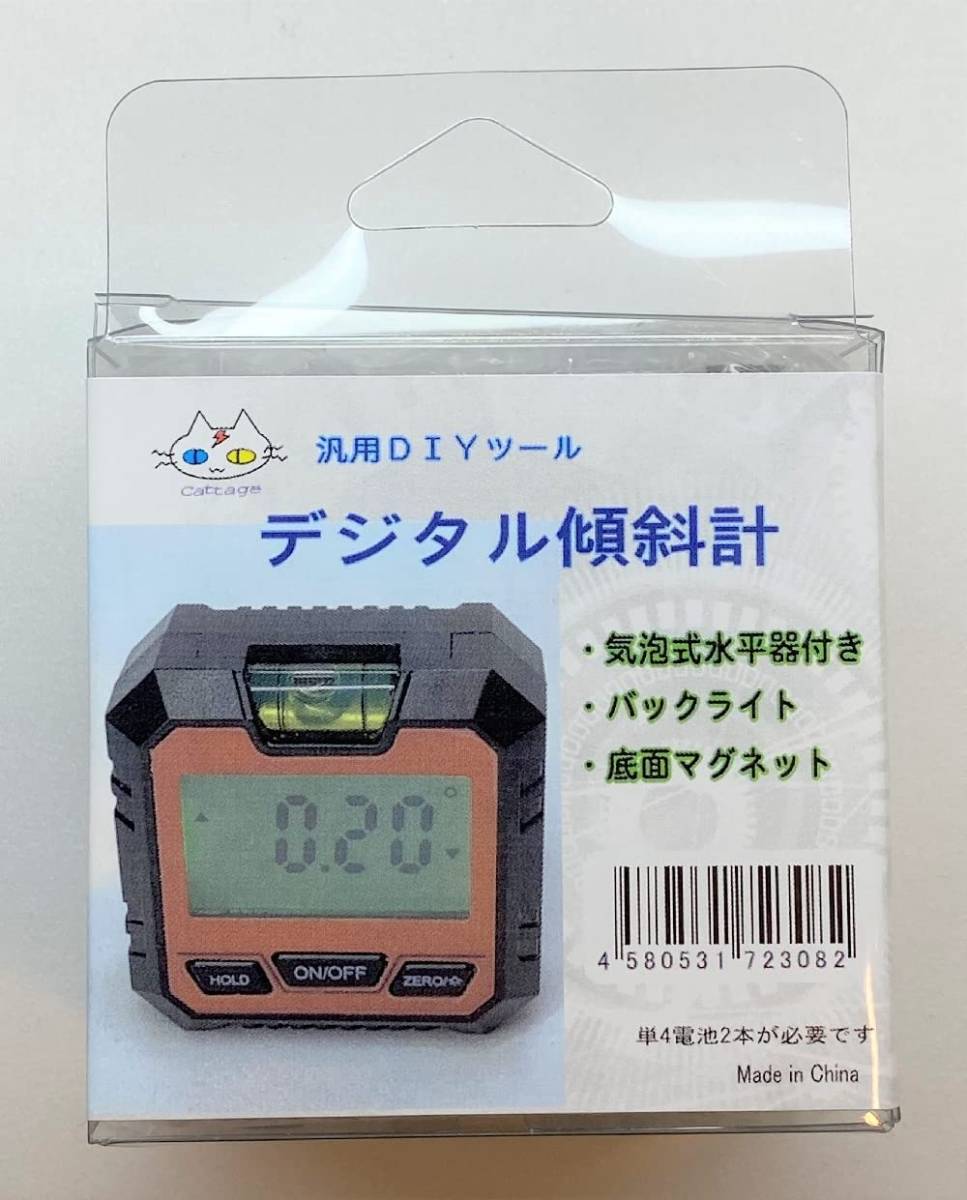 Cattage
汎用DIYツール
デジタル傾斜計
・気泡式水平器付き
・バックライト
・底面マグネット
0.20°
HOLD
ON/OFF
ZERO/
4 580531 723082
単4電池2本が必要です
Made in China